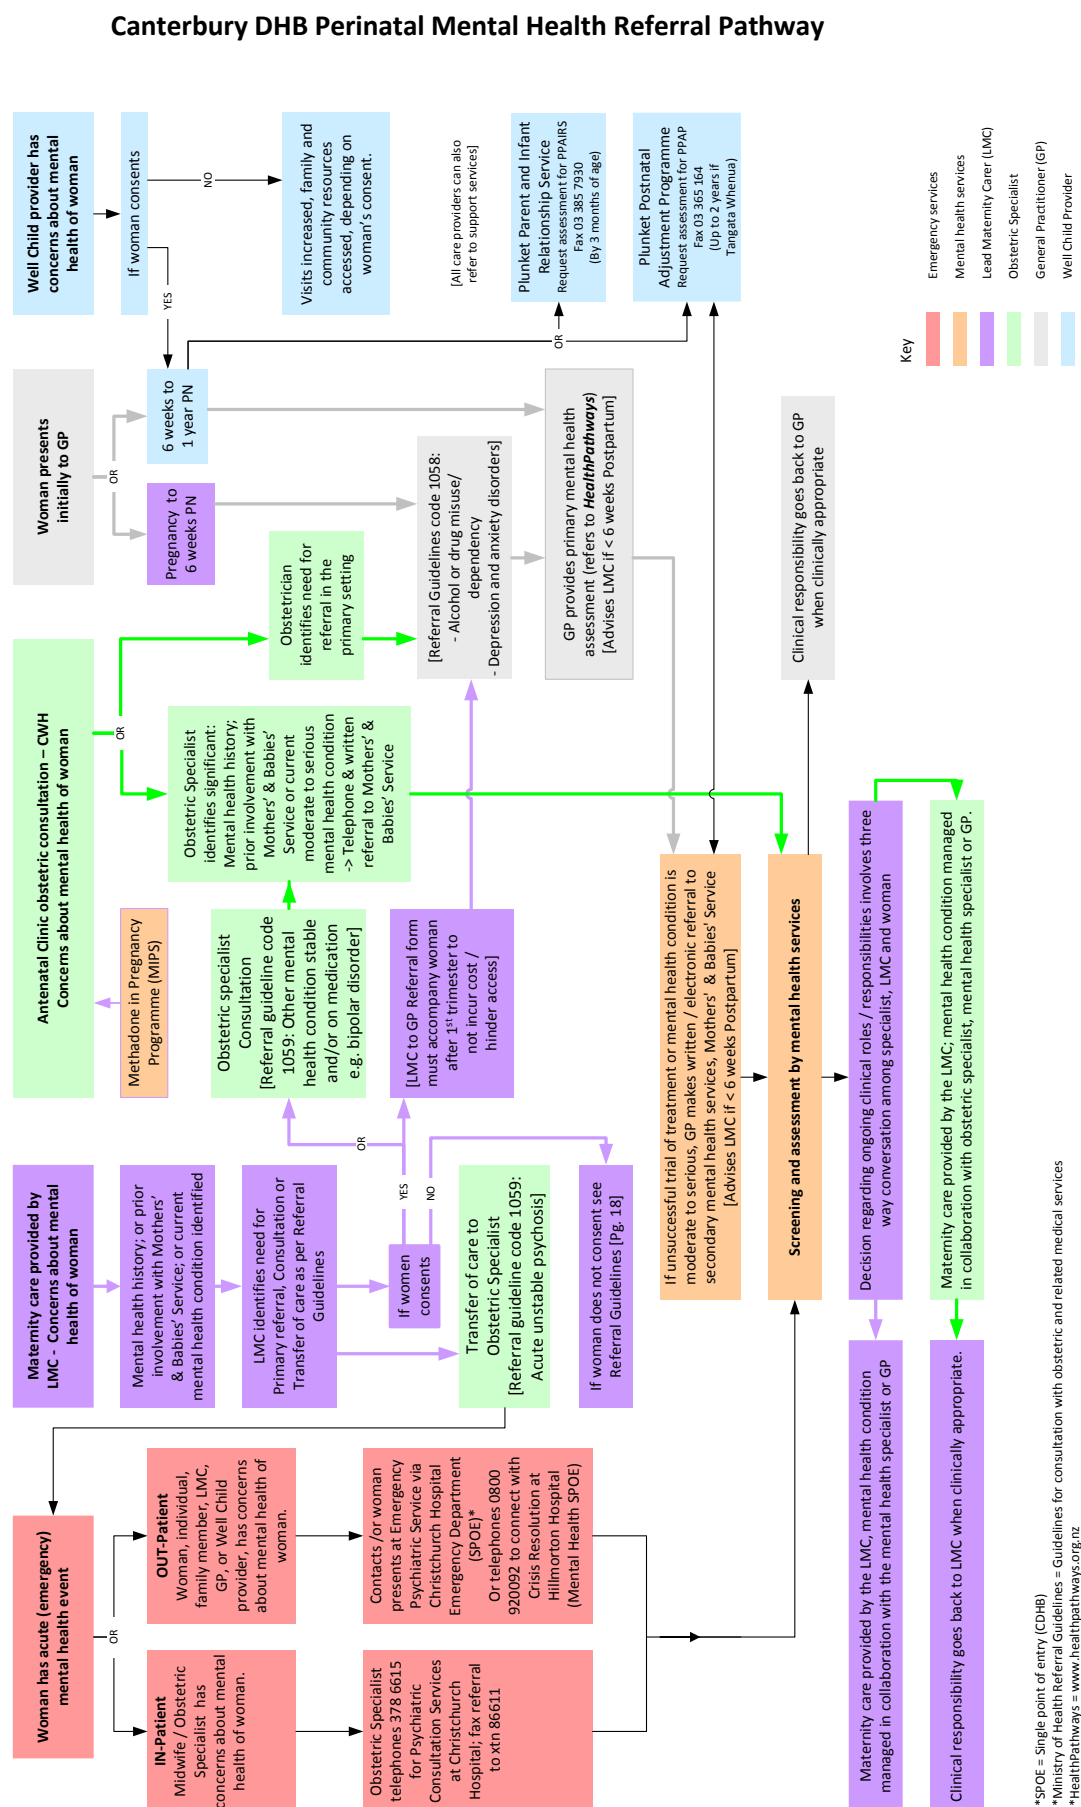 Canterbury DHB Perinatal Mental Health Referral Pathway
Woman has acute (emergency)
mental health event
OR
IN-Patient
Midwife / Obstetric
Specialist has
concerns about mental
health of woman.
OUT-Patient
Woman, individual,
family member, LMC,
GP, or Well Child
provider, has concerns
about mental health of
woman.
Obstetric Specialist
telephones 378 6615
for Psychiatric
Consultation Services
at Christchurch
Hospital; fax referral
to xtn 86611
Contacts /or woman
presents at Emergency
Psychiatric Service via
Christchurch Hospital
Emergency Department
(SPOE)*
Or telephones 0800
920092 to connect with
Crisis Resolution at
Hillmorton Hospital
(Mental Health SPOE)
Maternity care provided by
LMC - Concerns about mental
health of woman
Mental health history; or prior
involvement with Mothers'
& Babies' Service; or current
mental health condition identified
LMC identifies need for
Primary referral, Consultation or
Transfer of care as per Referral
Guidelines
If women
consents
YES
NO
OR
Transfer of care to
Obstetric Specialist
[Referral guideline code 1059:
Acute unstable psychosis]
If woman does not consent see
Referral Guidelines [Pg. 18]
Antenatal Clinic obstetric consultation – CWH
Concerns about mental health of woman
Methadone in Pregnancy
Programme (MIPS)
OR
Obstetric specialist
Consultation
[Referral guideline code
1059: Other mental
health condition stable
and/or on medication
e.g. bipolar disorder]
[LMC to GP Referral form
must accompany woman
after 1st trimester to
not incur cost /
hinder access]
Obstetric Specialist
identifies significant:
Mental health history;
prior involvement with
Mothers' & Babies'
Service or current
moderate to serious
mental health condition
-> Telephone & written
referral to Mothers' &
Babies' Service
Obstetrician
identifies need for
referral in the
primary setting
Woman presents
initially to GP
OR
Pregnancy to
6 weeks PN
6 weeks to
1 year PN
[Referral Guidelines code 1058:
- Alcohol or drug misuse/
dependency
- Depression and anxiety disorders]
GP provides primary mental health
assessment (refers to HealthPathways)
[Advises LMC if < 6 weeks Postpartum]
Well Child provider has
concerns about mental
health of woman
If woman consents
YES
NO
Visits increased, family and
community resources
accessed, depending on
woman's consent.
[All care providers can also
refer to support services]
OR
Plunket Parent and Infant
Relationship Service
Request assessment for PPAIRS
Fax 03 385 7930
(By 3 months of age)
Plunket Postnatal
Adjustment Programme
Request assessment for PPAP
Fax 03 365 164
(Up to 2 years if
Tangata Whenua)
If unsuccessful trial of treatment or mental health condition is
moderate to serious, GP makes written / electronic referral to
secondary mental health services, Mothers' & Babies' Service
[Advises LMC if < 6 weeks Postpartum]
Screening and assessment by mental health services
Clinical responsibility goes back to GP
when clinically appropriate
Decision regarding ongoing clinical roles / responsibilities involves three
way conversation among specialist, LMC and woman
Maternity care provided by the LMC, mental health condition
managed in collaboration with the mental health specialist or GP
Maternity care provided by the LMC; mental health condition managed
in collaboration with obstetric specialist, mental health specialist or GP.
Clinical responsibility goes back to LMC when clinically appropriate.
Key
Emergency services
Mental health services
Lead Maternity Carer (LMC)
Obstetric Specialist
General Practitioner (GP)
Well Child Provider
*SPOE = Single point of entry (CDHB)
*Ministry of Health Referral Guidelines = Guidelines for consultation with obstetric and related medical services
*HealthPathways = www.healthpathways.org.nz